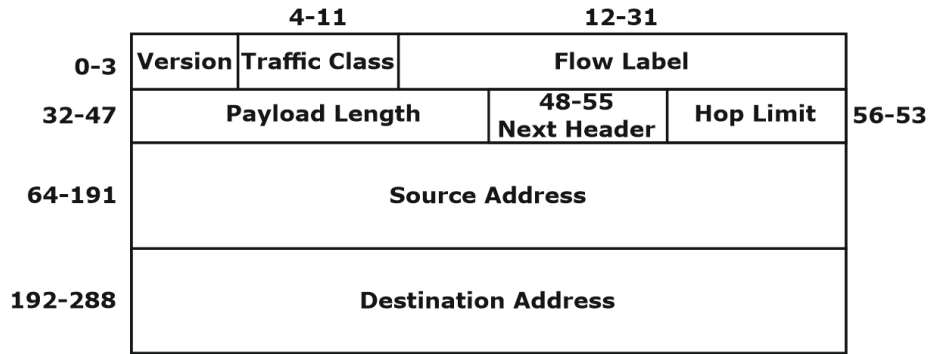 4-11 12-31
0-3 Version Traffic Class Flow Label
32-47 Payload Length 48-55 Next Header Hop Limit 56-53
64-191 Source Address
192-288 Destination Address